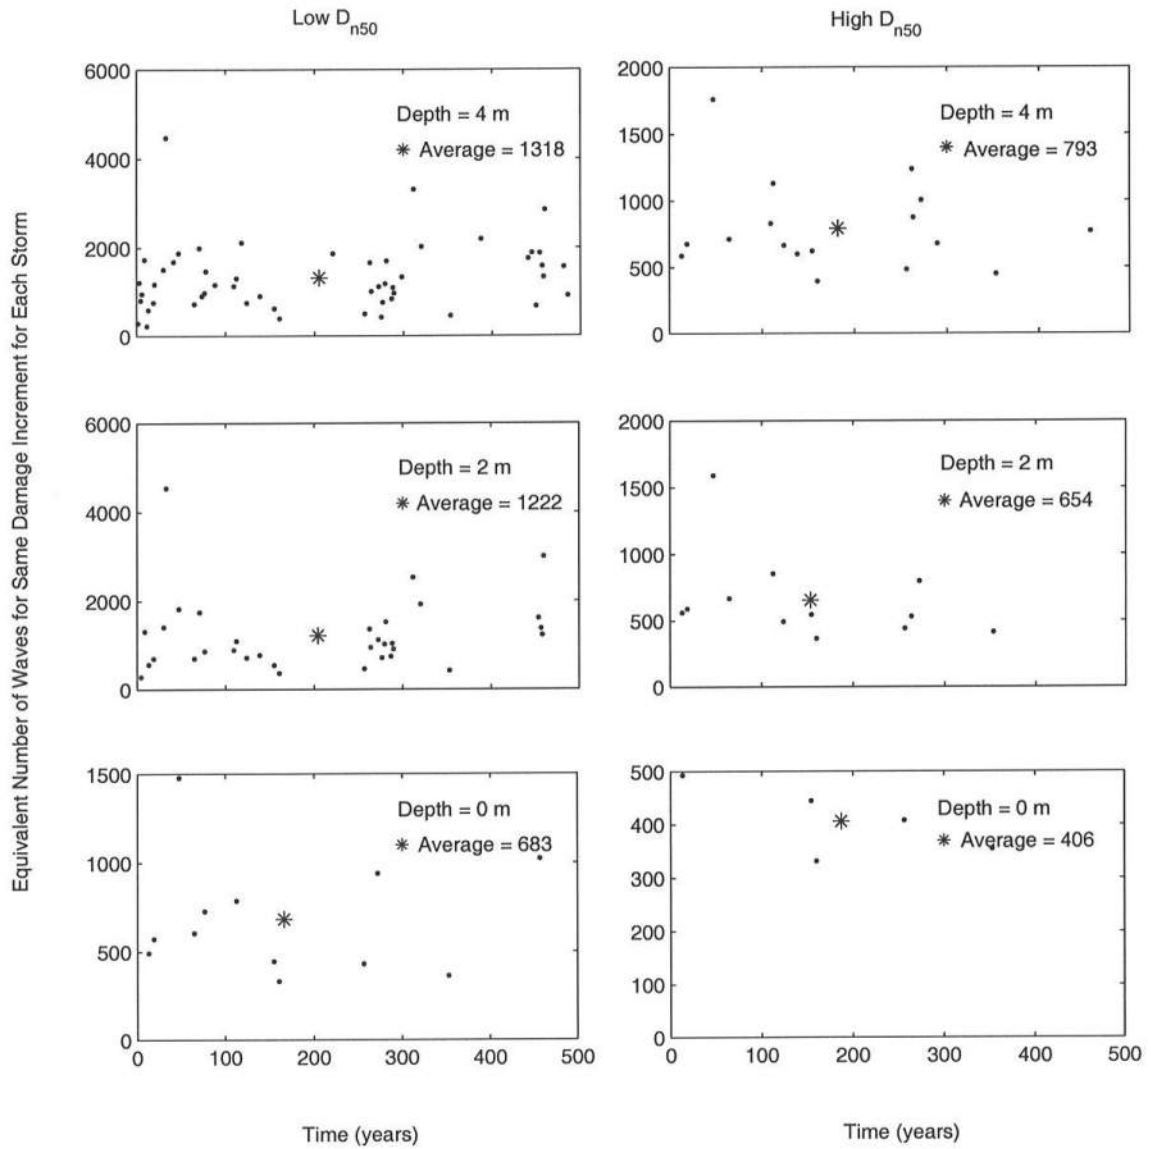 Low Dn50
High Dn50
Equivalent Number of Waves for Same Damage Increment for Each Storm
6000
4000
2000
0
Depth = 4 m
* Average = 1318
2000
1500
1000
500
0
Depth = 4 m
* Average = 793
6000
4000
2000
0
Depth = 2 m
* Average = 1222
2000
1500
1000
500
0
Depth = 2 m
* Average = 654
1500
1000
500
0
Depth = 0 m
* Average = 683
0 100 200 300 400 500
Time (years)
500
400
300
200
100
0
Depth = 0 m
* Average = 406
0 100 200 300 400 500
Time (years)